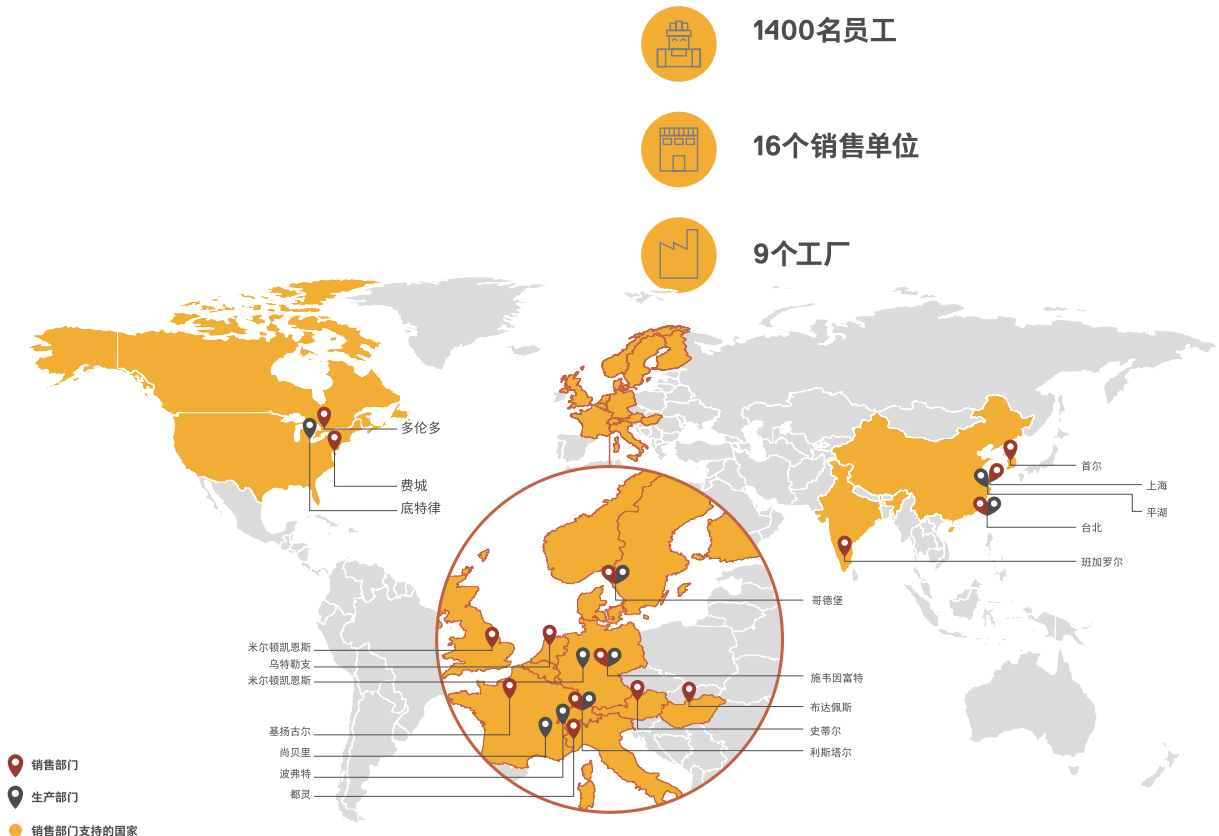 1400名员工
16个销售单位
9个工厂
多伦多
费城
底特律
首尔
上海
平湖
台北
班加罗尔
哥德堡
米尔顿凯恩斯
乌特勒支
米尔顿凯恩斯
施韦因富特
布达佩斯
基扬古尔
史蒂尔
尚贝里
利斯塔尔
波弗特
都灵
销售部门
生产部门
销售部门支持的国家